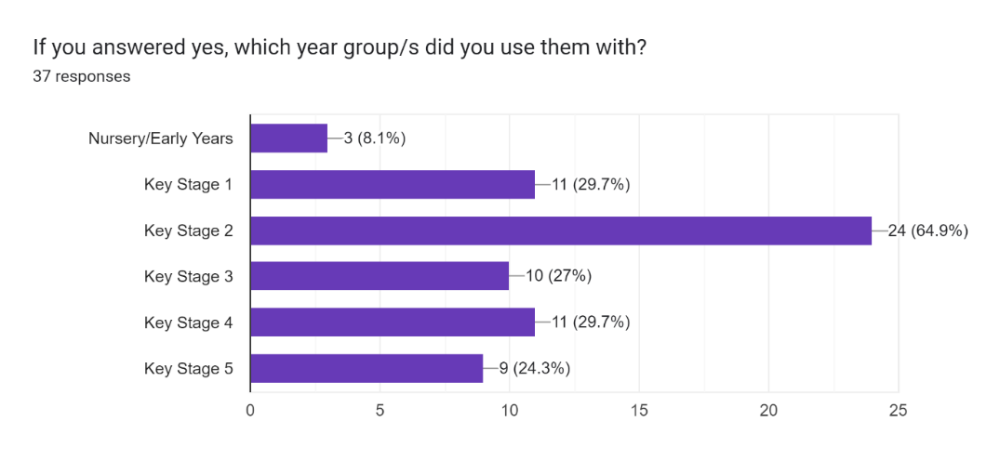 If you answered yes, which year group/s did you use them with?
37 responses
Nursery/Early Years 3 (8.1%)
Key Stage 1 11 (29.7%)
Key Stage 2 24 (64.9%)
Key Stage 3 10 (27%)
Key Stage 4 11 (29.7%)
Key Stage 5 9 (24.3%)
0 5 10 15 20 25